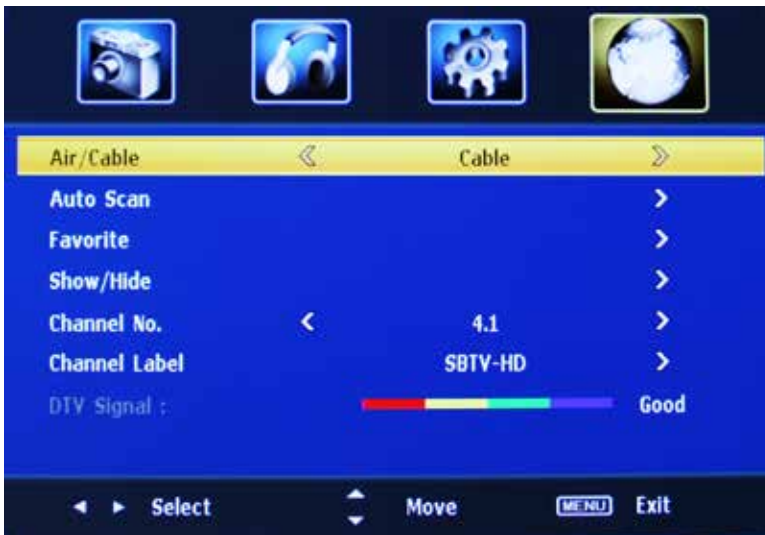 Air/Cable Cable
Auto Scan
Favorite
Show/Hide
Channel No. 4.1
Channel Label SBTV-HD
DTV Signal : Good
Select Move MENU Exit